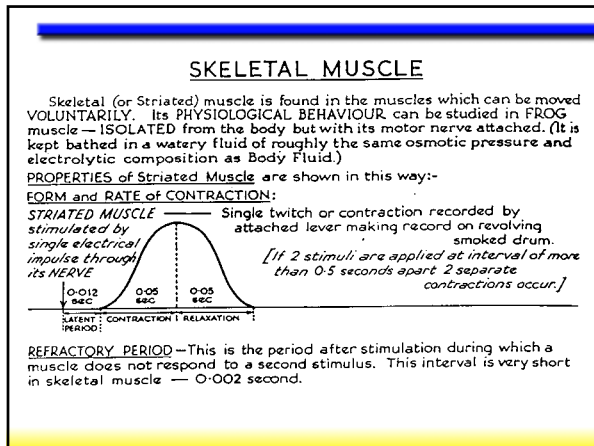 SKELETAL MUSCLE
Skeletal (or Striated) muscle is found in the muscles which can be moved
VOLUNTARILY. Its PHYSIOLOGICAL BEHAVIOUR can be studied in FROG
muscle — ISOLATED from the body but with its motor nerve attached. (It is
kept bathed in a watery fluid of roughly the same osmotic pressure and
electrolytic composition as Body Fluid.)
PROPERTIES of Striated Muscle are shown in this way:-
FORM and RATE of CONTRACTION:
STRIATED MUSCLE — Single twitch or contraction recorded by
stimulated by attached lever making record on revolving
single electrical smoked drum.
impulse through [If 2 stimuli are applied at interval of more
its NERVE than 0·5 seconds apart 2 separate
contractions occur.]
0·012 sec
0·05 sec
0·05 sec
LATENT PERIOD
CONTRACTION
RELAXATION
REFRACTORY PERIOD — This is the period after stimulation during which a
muscle does not respond to a second stimulus. This interval is very short
in skeletal muscle — 0·002 second.